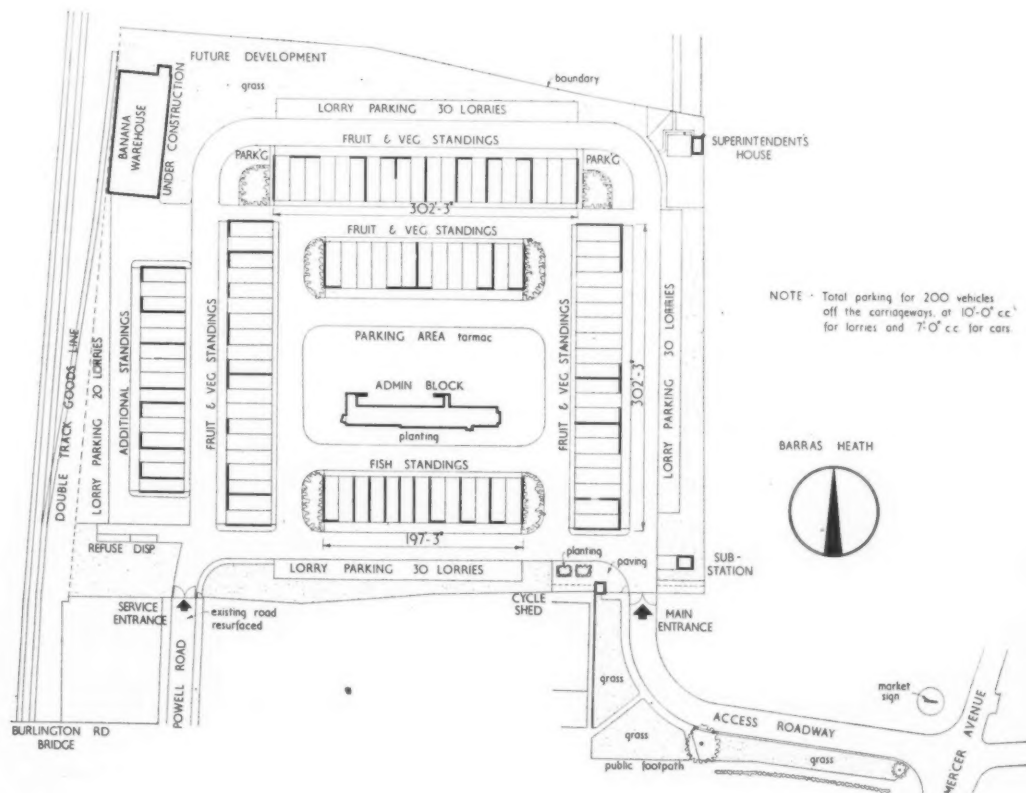 FUTURE DEVELOPMENT
grass
boundary
LORRY PARKING 30 LORRIES
BANANA
WAREHOUSE
UNDER CONSTRUCTION
FRUIT & VEG STANDINGS
PARK'G
PARK'G
SUPERINTENDENT'S
HOUSE
302'-3"
FRUIT & VEG STANDINGS
NOTE · Total parking for 200 vehicles
off the carriageways, at 10'-0" c.c.
for lorries and 7'-0" c.c. for cars
DOUBLE TRACK GOODS LINE
LORRY PARKING 20 LORRIES
ADDITIONAL STANDINGS
FRUIT & VEG STANDINGS
PARKING AREA tarmac
ADMIN BLOCK
planting
FRUIT & VEG STANDINGS
302'-3"
LORRY PARKING 30 LORRIES
BARRAS HEATH
FISH STANDINGS
197'-3"
REFUSE DISP
LORRY PARKING 30 LORRIES
planting
paving
SUB-
STATION
CYCLE
SHED
SERVICE
ENTRANCE
existing road
resurfaced
MAIN
ENTRANCE
POWELL ROAD
grass
market
sign
ACCESS ROADWAY
MERCER AVENUE
BURLINGTON RD
BRIDGE
grass
public footpath
grass